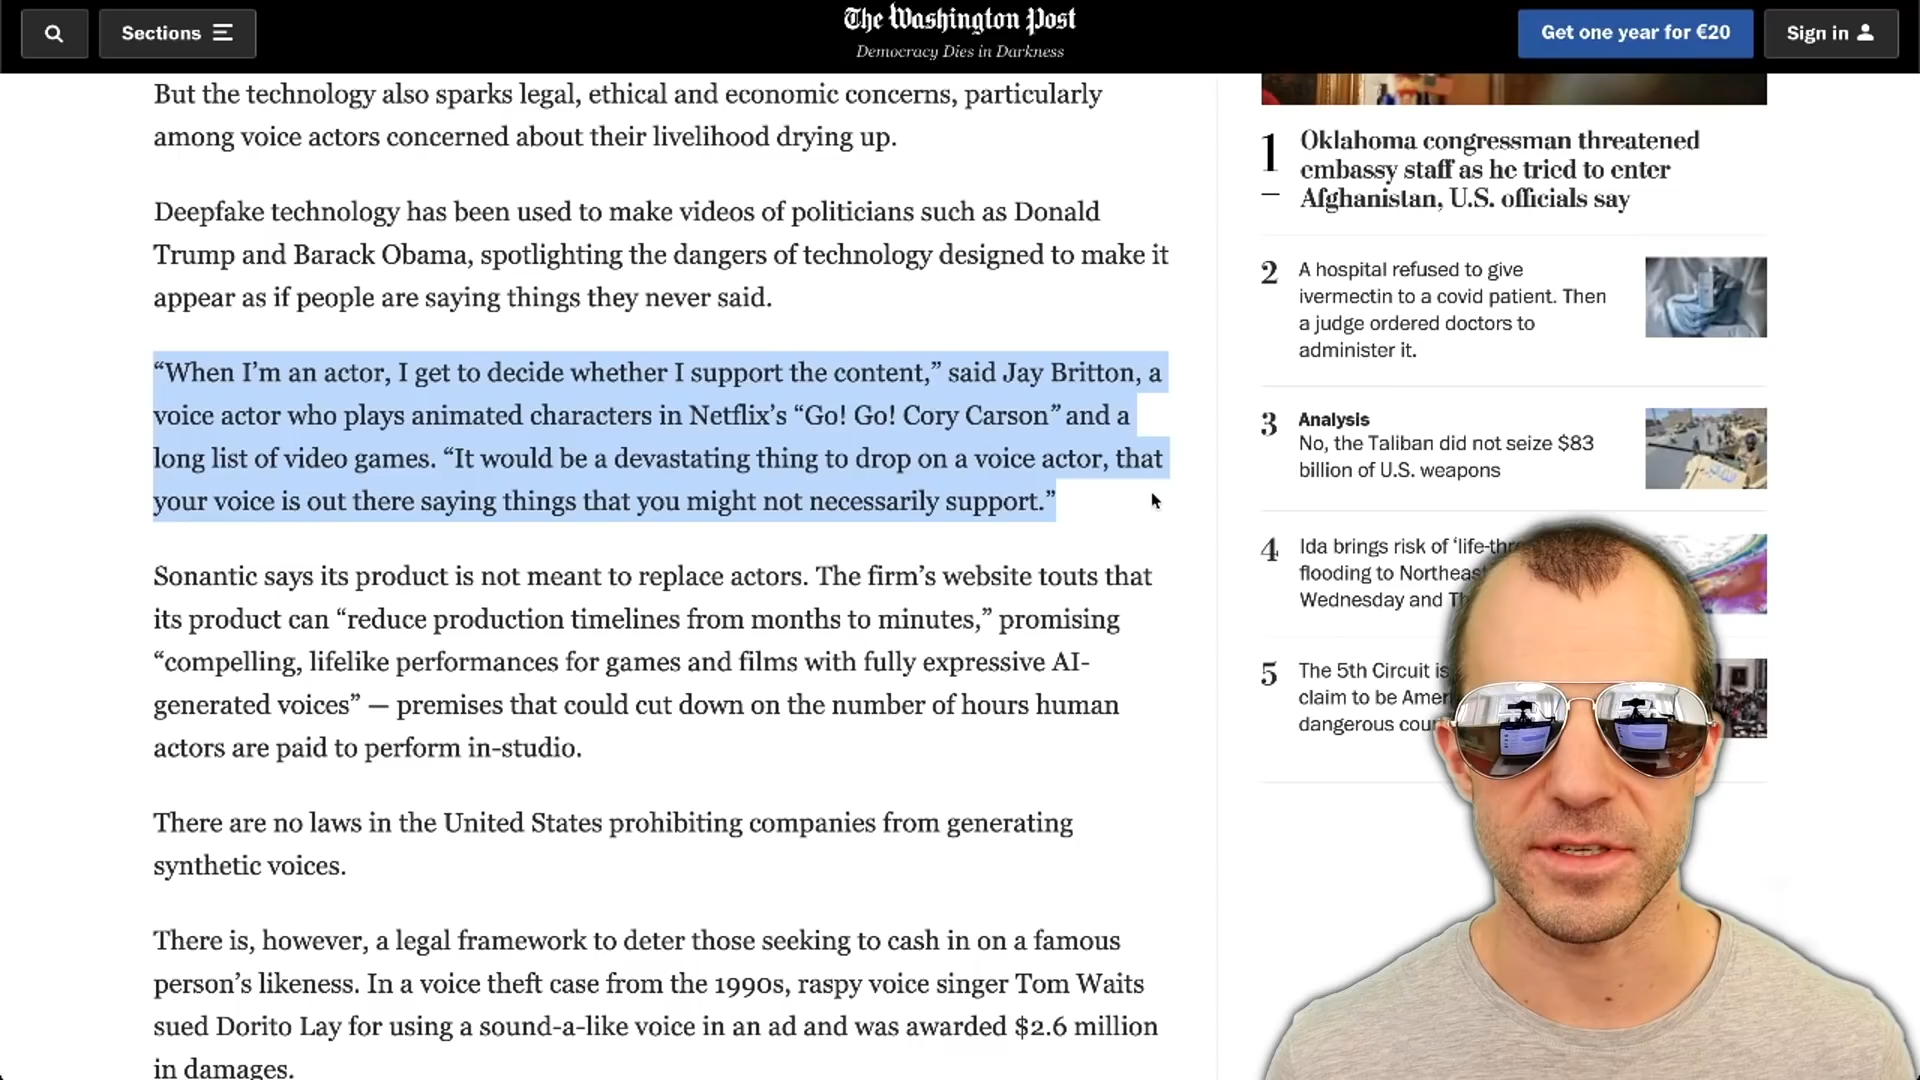 Sections
The Washington Post
Democracy Dies in Darkness
Get one year for €20
Sign in
But the technology also sparks legal, ethical and economic concerns, particularly
among voice actors concerned about their livelihood drying up.
Deepfake technology has been used to make videos of politicians such as Donald
Trump and Barack Obama, spotlighting the dangers of technology designed to make it
appear as if people are saying things they never said.
“When I’m an actor, I get to decide whether I support the content,” said Jay Britton, a
voice actor who plays animated characters in Netflix’s “Go! Go! Cory Carson” and a
long list of video games. “It would be a devastating thing to drop on a voice actor, that
your voice is out there saying things that you might not necessarily support.”
Sonantic says its product is not meant to replace actors. The firm’s website touts that
its product can “reduce production timelines from months to minutes,” promising
“compelling, lifelike performances for games and films with fully expressive AI-
generated voices” — premises that could cut down on the number of hours human
actors are paid to perform in-studio.
There are no laws in the United States prohibiting companies from generating
synthetic voices.
There is, however, a legal framework to deter those seeking to cash in on a famous
person’s likeness. In a voice theft case from the 1990s, raspy voice singer Tom Waits
sued Dorito Lay for using a sound-a-like voice in an ad and was awarded $2.6 million
in damages.
1
Oklahoma congressman threatened
embassy staff as he tried to enter
Afghanistan, U.S. officials say
2
A hospital refused to give
ivermectin to a covid patient. Then
a judge ordered doctors to
administer it.
3
Analysis
No, the Taliban did not seize $83
billion of U.S. weapons
4
Ida brings risk of ‘life-thr
flooding to Northeas
Wednesday and T
5
The 5th Circuit is
claim to be Amer
dangerous cou